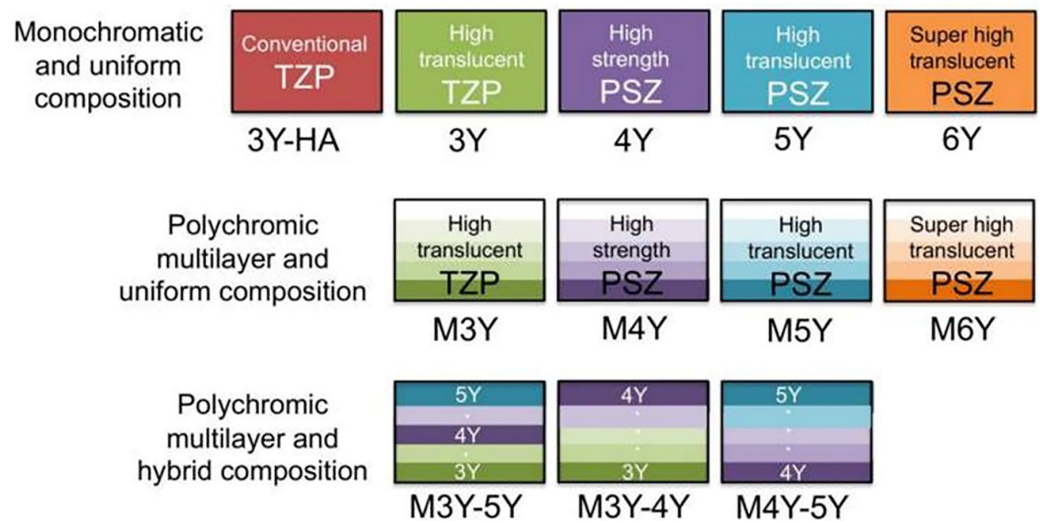 Monochromatic
and uniform
composition
Conventional
TZP
3Y-HA
High
translucent
TZP
3Y
High
strength
PSZ
4Y
High
translucent
PSZ
5Y
Super high
translucent
PSZ
6Y
Polychromic
multilayer and
uniform composition
High
translucent
TZP
M3Y
High
strength
PSZ
M4Y
High
translucent
PSZ
M5Y
Super high
translucent
PSZ
M6Y
Polychromic
multilayer and
hybrid composition
5Y
4Y
3Y
M3Y-5Y
4Y
3Y
M3Y-4Y
5Y
4Y
M4Y-5Y